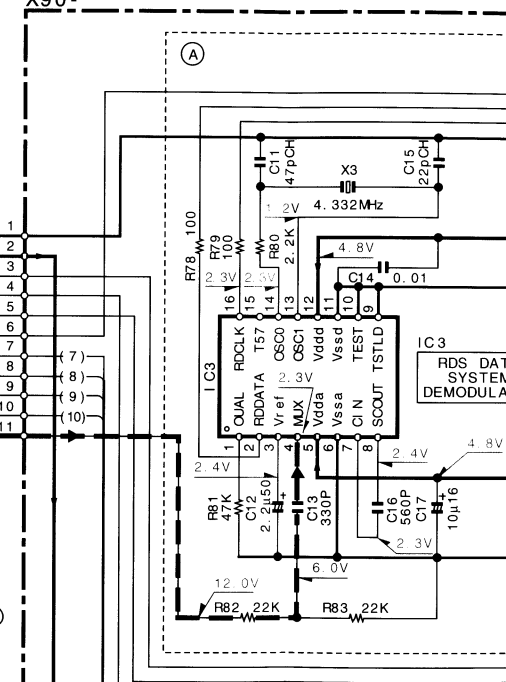 X90-
A
C11
47pCH
X3
4.332MHz
C15
22pCH
1.2V
R78 100
R79 100
R80
2.2K
4.8V
C14 0.01
2.3V
2.3V
16 15 14 13 12 11 10 9
RDCLK T57 OSC0 OSC1 Vddd Vssd TEST TSTLD
IC3
2.3V
QUAL RDDATA Vref MUX Vdda Vssa CIN SCOUT
1 2 3 4 5 6 7 8
IC3
RDS DAT
SYSTEM
DEMODULA
1
2
3
4
5
6
7
8
9
10
11
(7)
(8)
(9)
(10)
2.4V
R81
47K
C12
2.2µ50
+
C13
330P
C16
560P
C17
10µ16
+
2.4V
4.8V
2.3V
6.0V
12.0V
R82 22K
R83 22K